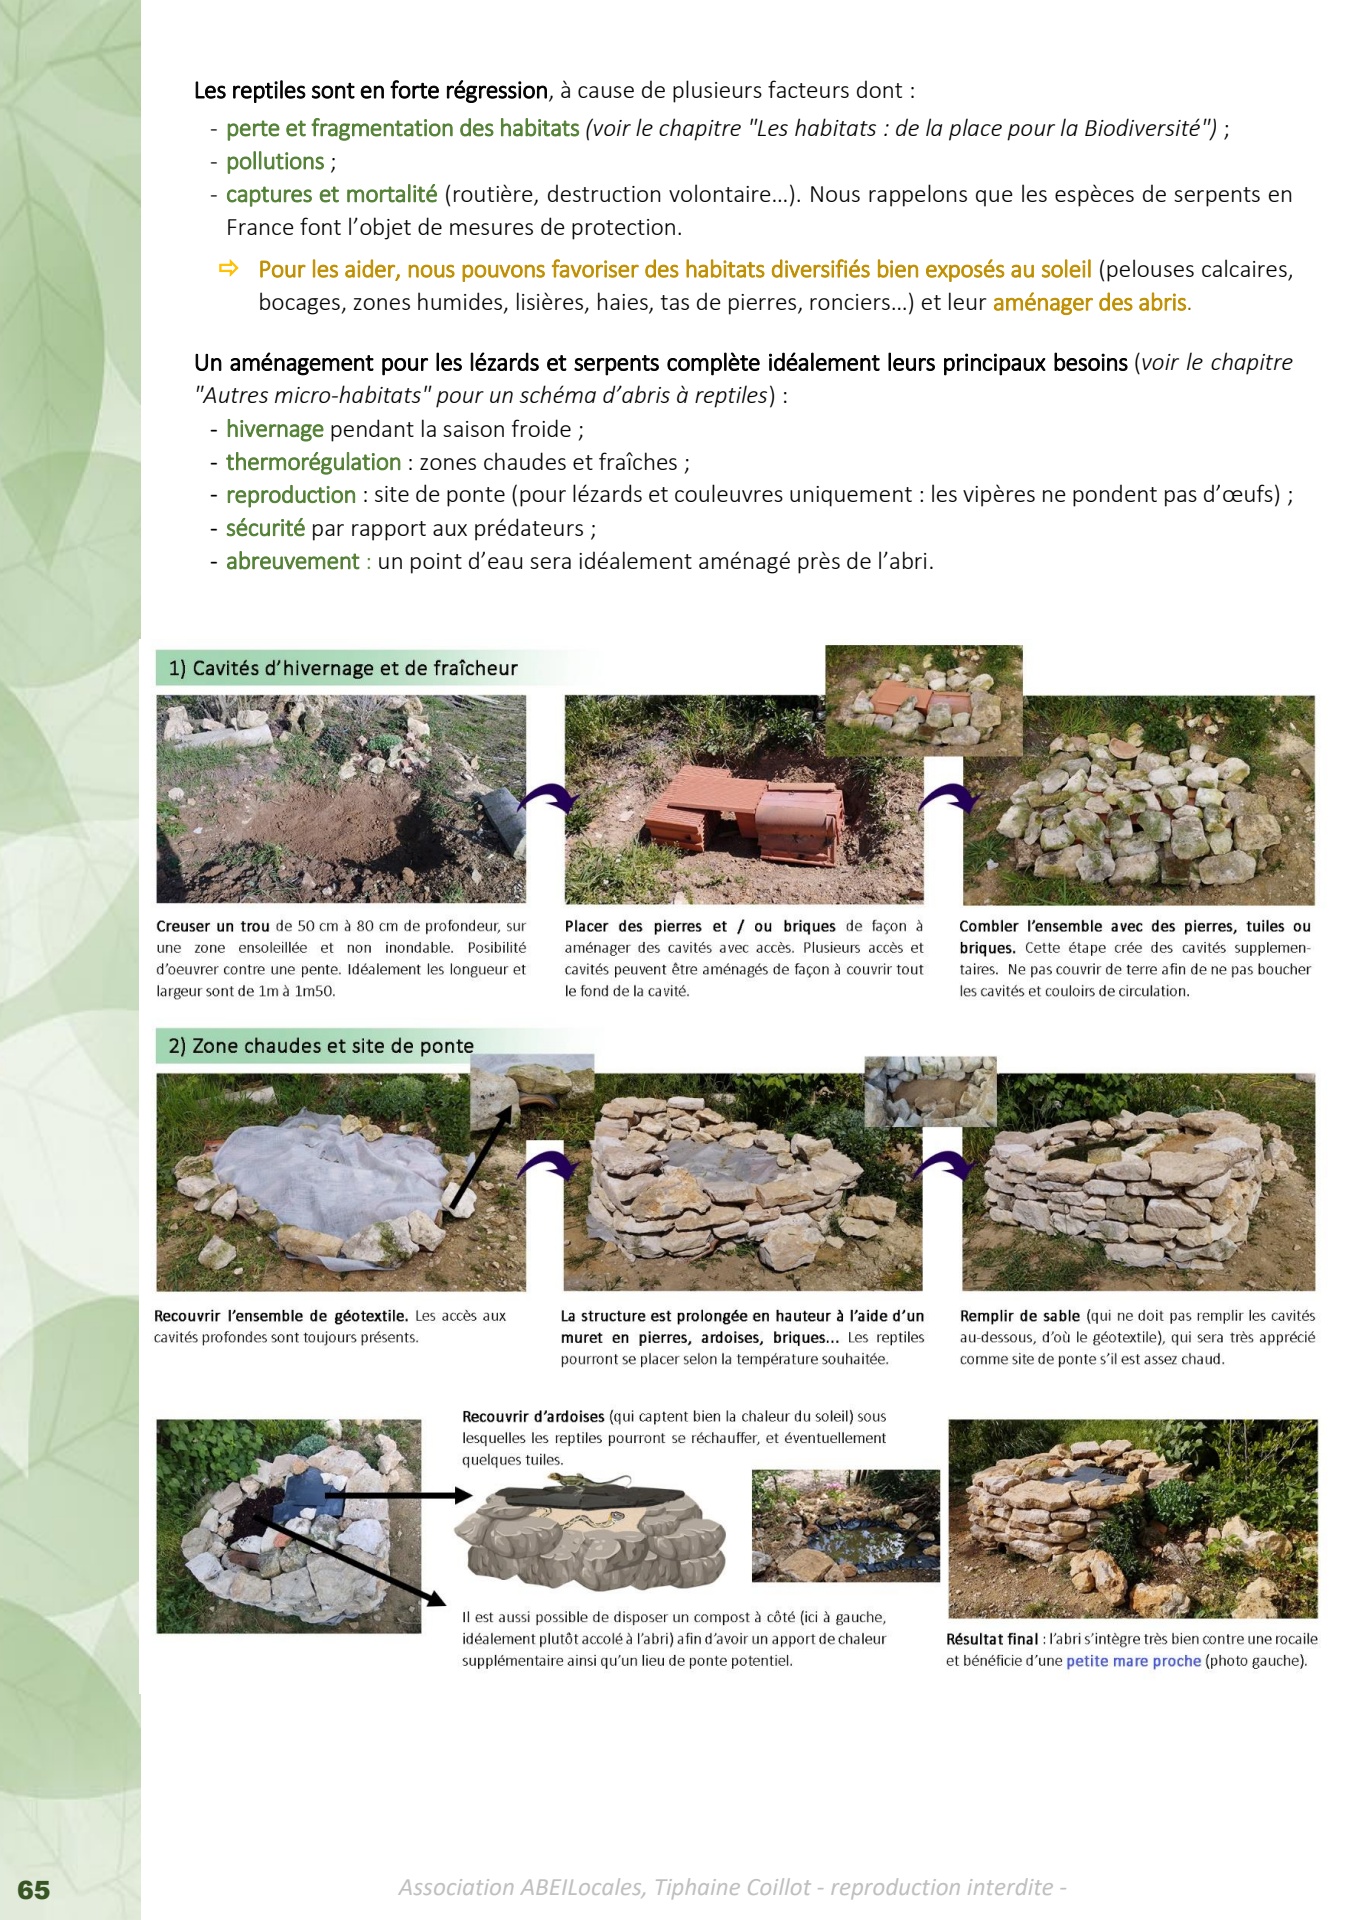 Les reptiles sont en forte régression, à cause de plusieurs facteurs dont :
- perte et fragmentation des habitats (voir le chapitre "Les habitats : de la place pour la Biodiversité") ;
- pollutions ;
- captures et mortalité (routière, destruction volontaire…). Nous rappelons que les espèces de serpents en
France font l’objet de mesures de protection.
⇨ Pour les aider, nous pouvons favoriser des habitats diversifiés bien exposés au soleil (pelouses calcaires,
bocages, zones humides, lisières, haies, tas de pierres, ronciers…) et leur aménager des abris.
Un aménagement pour les lézards et serpents complète idéalement leurs principaux besoins (voir le chapitre
"Autres micro-habitats" pour un schéma d’abris à reptiles) :
- hivernage pendant la saison froide ;
- thermorégulation : zones chaudes et fraîches ;
- reproduction : site de ponte (pour lézards et couleuvres uniquement : les vipères ne pondent pas d’œufs) ;
- sécurité par rapport aux prédateurs ;
- abreuvement : un point d’eau sera idéalement aménagé près de l’abri.
1) Cavités d’hivernage et de fraîcheur
Creuser un trou de 50 cm à 80 cm de profondeur, sur
une zone ensoleillée et non inondable. Posibilité
d’oeuvrer contre une pente. Idéalement les longueur et
largeur sont de 1m à 1m50.
Placer des pierres et / ou briques de façon à
aménager des cavités avec accès. Plusieurs accès et
cavités peuvent être aménagés de façon à couvrir tout
le fond de la cavité.
Combler l’ensemble avec des pierres, tuiles ou
briques. Cette étape crée des cavités supplemen-
taires. Ne pas couvrir de terre afin de ne pas boucher
les cavités et couloirs de circulation.
2) Zone chaudes et site de ponte
Recouvrir l’ensemble de géotextile. Les accès aux
cavités profondes sont toujours présents.
La structure est prolongée en hauteur à l’aide d’un
muret en pierres, ardoises, briques... Les reptiles
pourront se placer selon la température souhaitée.
Remplir de sable (qui ne doit pas remplir les cavités
au-dessous, d’où le géotextile), qui sera très apprécié
comme site de ponte s’il est assez chaud.
Recouvrir d’ardoises (qui captent bien la chaleur du soleil) sous
lesquelles les reptiles pourront se réchauffer, et éventuellement
quelques tuiles.
Il est aussi possible de disposer un compost à côté (ici à gauche,
idéalement plutôt accolé à l’abri) afin d’avoir un apport de chaleur
supplémentaire ainsi qu’un lieu de ponte potentiel.
Résultat final : l’abri s’intègre très bien contre une rocaille
et bénéficie d’une petite mare proche (photo gauche).
65
Association ABEILocales, Tiphaine Coillot - reproduction interdite -